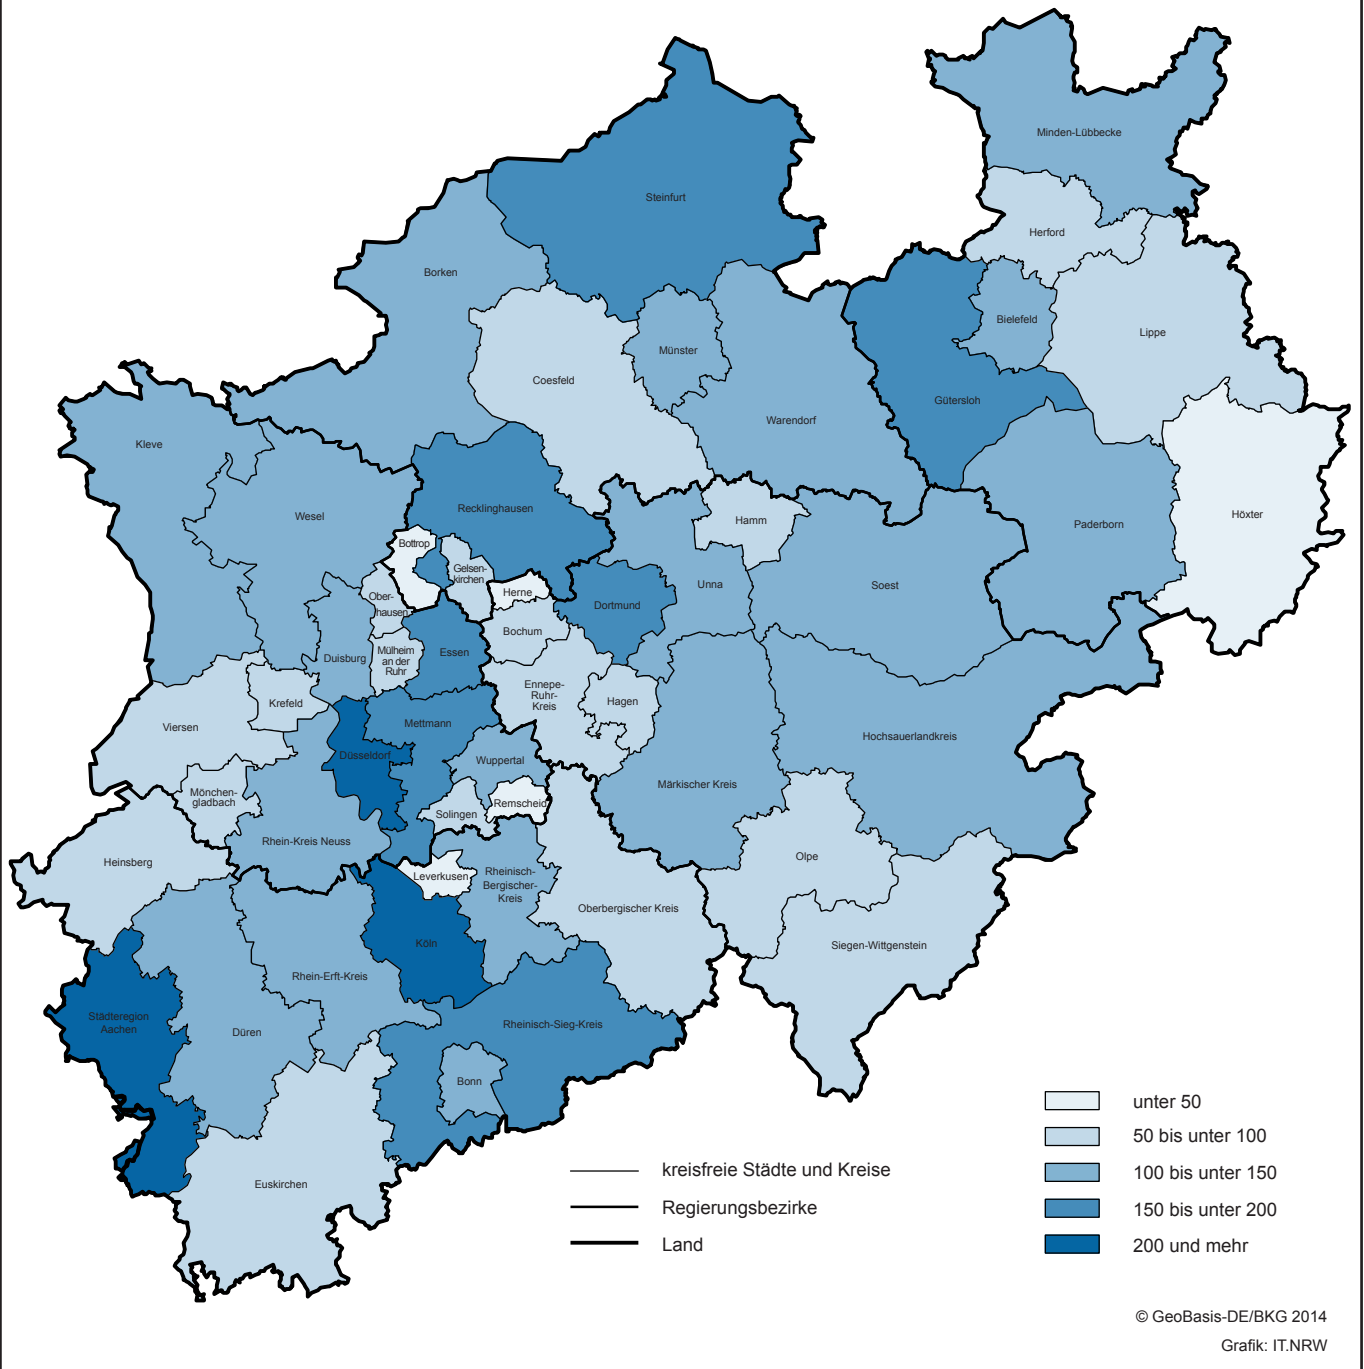 Minden-Lübbecke
Steinfurt
Herford
Borken
Bielefeld
Lippe
Münster
Coesfeld
Gütersloh
Warendorf
Kleve
Recklinghausen
Wesel
Hamm
Höxter
Paderborn
Bottrop
Gelsen-
kirchen
Unna
Soest
Herne
Ober-
hausen
Dortmund
Bochum
Essen
Duisburg
Mülheim
an der
Ruhr
Ennepe-
Ruhr-
Kreis
Hagen
Krefeld
Viersen
Mettmann
Hochsauerlandkreis
Düsseldorf
Wuppertal
Märkischer Kreis
Mönchen-
gladbach
Remscheid
Solingen
Rhein-Kreis Neuss
Olpe
Heinsberg
Leverkusen
Rheinisch-
Bergischer-
Kreis
Oberbergischer Kreis
Köln
Siegen-Wittgenstein
Rhein-Erft-Kreis
Städteregion
Aachen
Düren
Rheinisch-Sieg-Kreis
Bonn
Euskirchen
kreisfreie Städte und Kreise
Regierungsbezirke
Land
unter 50
50 bis unter 100
100 bis unter 150
150 bis unter 200
200 und mehr
© GeoBasis-DE/BKG 2014
Grafik: IT.NRW